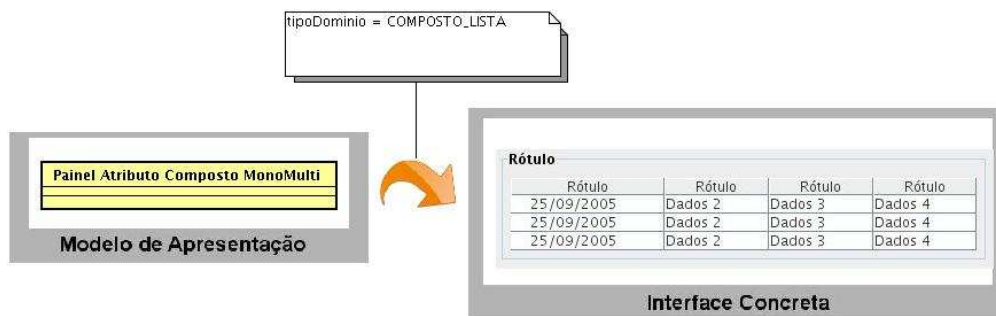 tipoDominio = COMPOSTO_LISTA
Painel Atributo Composto MonoMulti
Modelo de Apresentação
Rótulo
Rótulo Rótulo Rótulo Rótulo
25/09/2005 Dados 2 Dados 3 Dados 4
25/09/2005 Dados 2 Dados 3 Dados 4
25/09/2005 Dados 2 Dados 3 Dados 4
Interface Concreta